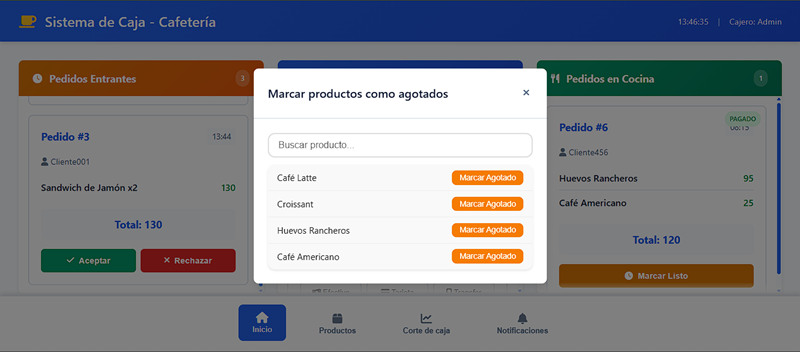 Sistema de Caja - Cafetería
13:46:35 | Cajero: Admin
Pedidos Entrantes 3
Pedido #3 13:44
Cliente001
Sandwich de Jamón x2 130
Total: 130
Aceptar Rechazar
Marcar productos como agotados ×
Buscar producto...
Café Latte Marcar Agotado
Croissant Marcar Agotado
Huevos Rancheros Marcar Agotado
Café Americano Marcar Agotado
Pedidos en Cocina 1
PAGADO
Pedido #6 08:15
Cliente456
Huevos Rancheros 95
Café Americano 25
Total: 120
Marcar Listo
Inicio Productos Corte de caja Notificaciones